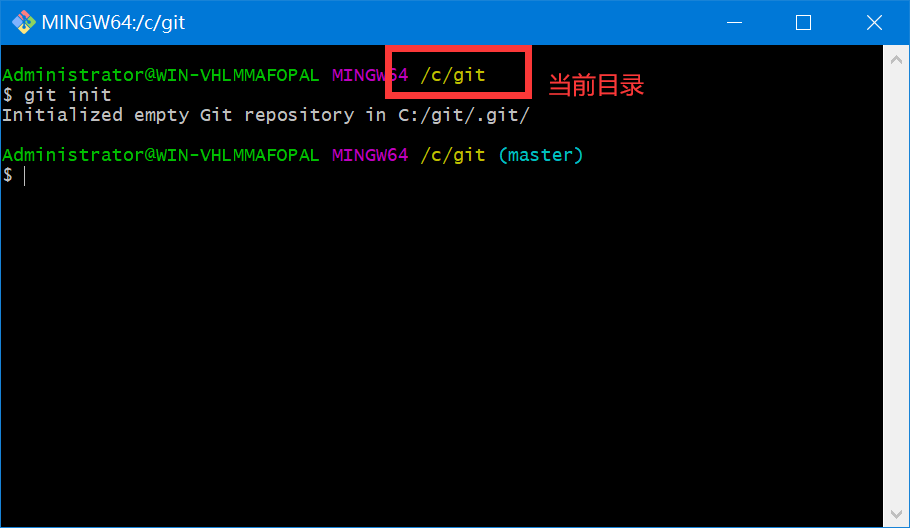 MINGW64:/c/git
Administrator@WIN-VHLMMAFOPAL MINGW64 /c/git
当前目录
$ git init
Initialized empty Git repository in C:/git/.git/
Administrator@WIN-VHLMMAFOPAL MINGW64 /c/git (master)
$